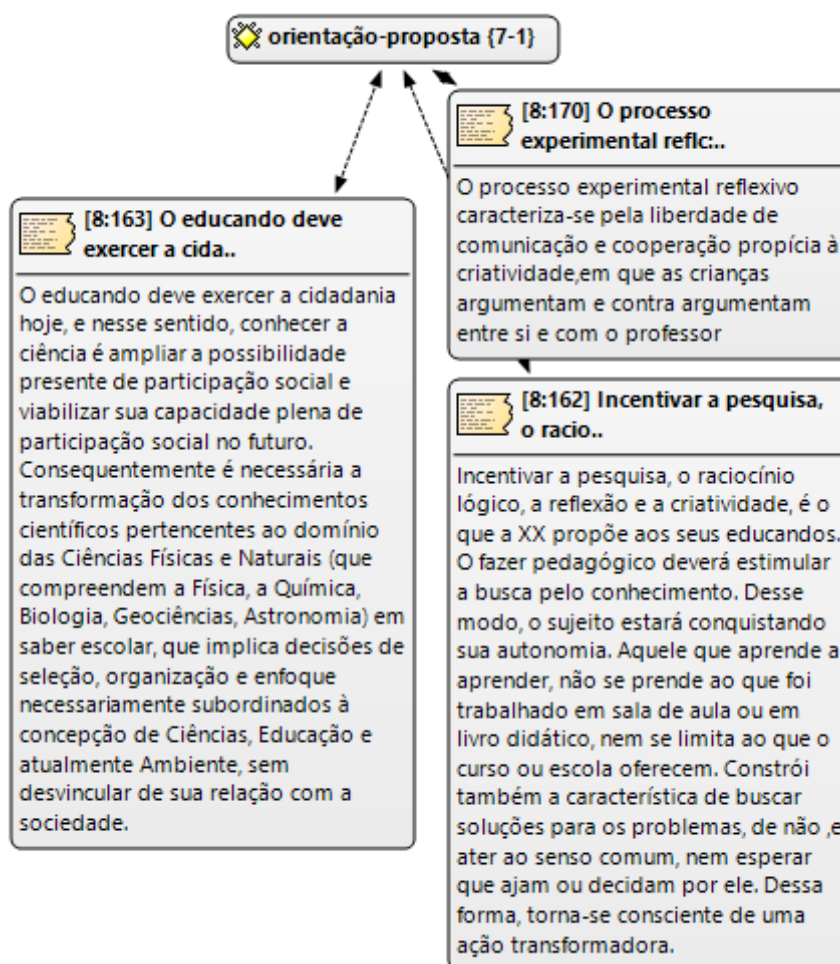 orientação-proposta {7-1}
[8:163] O educando deve
exercer a cida..
O educando deve exercer a cidadania
hoje, e nesse sentido, conhecer a
ciência é ampliar a possibilidade
presente de participação social e
viabilizar sua capacidade plena de
participação social no futuro.
Consequentemente é necessária a
transformação dos conhecimentos
científicos pertencentes ao domínio
das Ciências Físicas e Naturais (que
compreendem a Física, a Química,
Biologia, Geociências, Astronomia) em
saber escolar, que implica decisões de
seleção, organização e enfoque
necessariamente subordinados à
concepção de Ciências, Educação e
atualmente Ambiente, sem
desvincular de sua relação com a
sociedade.
[8:170] O processo
experimental reflc:..
O processo experimental reflexivo
caracteriza-se pela liberdade de
comunicação e cooperação propícia à
criatividade,em que as crianças
argumentam e contra argumentam
entre si e com o professor
[8:162] Incentivar a pesquisa,
o racio..
Incentivar a pesquisa, o raciocínio
lógico, a reflexão e a criatividade, é o
que a XX propõe aos seus educandos.
O fazer pedagógico deverá estimular
a busca pelo conhecimento. Desse
modo, o sujeito estará conquistando
sua autonomia. Aquele que aprende a
aprender, não se prende ao que foi
trabalhado em sala de aula ou em
livro didático, nem se limita ao que o
curso ou escola oferecem. Constrói
também a característica de buscar
soluções para os problemas, de não ,e
ater ao senso comum, nem esperar
que ajam ou decidam por ele. Dessa
forma, torna-se consciente de uma
ação transformadora.